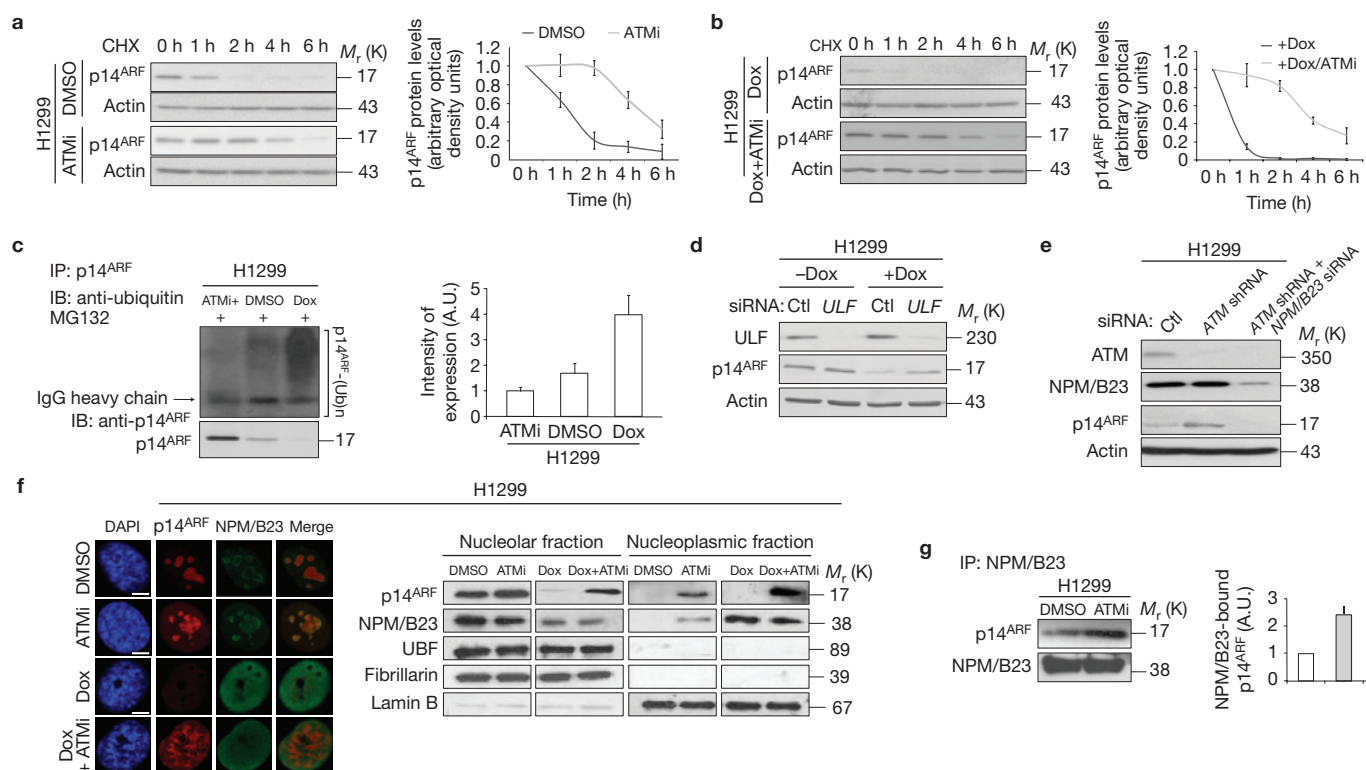 a
CHX 0 h 1 h 2 h 4 h 6 h Mr (K)
H1299
DMSO
p14ARF 17
Actin 43
ATMi
p14ARF 17
Actin 43
DMSO ATMi
p14ARF protein levels
(arbitrary optical
density units)
1.2
1.0
0.8
0.6
0.4
0.2
0
0 h 1 h 2 h 4 h 6 h
Time (h)
b
CHX 0 h 1 h 2 h 4 h 6 h Mr (K)
H1299
Dox
p14ARF 17
Actin 43
Dox+ATMi
p14ARF 17
Actin 43
+Dox
+Dox/ATMi
p14ARF protein levels
(arbitrary optical
density units)
1.2
1.0
0.8
0.6
0.4
0.2
0
0 h 1 h 2 h 4 h 6 h
Time (h)
c
IP: p14ARF
H1299
IB: anti-ubiquitin
ATMi+ DMSO Dox
MG132 + + +
p14ARF-(Ub)n
IgG heavy chain
IB: anti-p14ARF
p14ARF 17
Intensity of
expression (A.U.)
5
4
3
2
1
0
ATMi DMSO Dox
H1299
d
H1299
–Dox +Dox
siRNA: Ctl ULF Ctl ULF Mr (K)
ULF 230
p14ARF 17
Actin 43
e
H1299
siRNA: Ctl
ATM shRNA
ATM shRNA +
NPM/B23 siRNA
Mr (K)
ATM 350
NPM/B23 38
p14ARF 17
Actin 43
f
H1299
DAPI p14ARF NPM/B23 Merge
DMSO
ATMi
Dox
Dox
+ ATMi
Nucleolar fraction Nucleoplasmic fraction
DMSO ATMi Dox Dox+ATMi DMSO ATMi Dox Dox+ATMi Mr (K)
p14ARF 17
NPM/B23 38
UBF 89
Fibrillarin 39
Lamin B 67
g
IP: NPM/B23
H1299
DMSO ATMi Mr (K)
p14ARF 17
NPM/B23 38
NPM/B23-bound
p14ARF (A.U.)
3
2
1
0